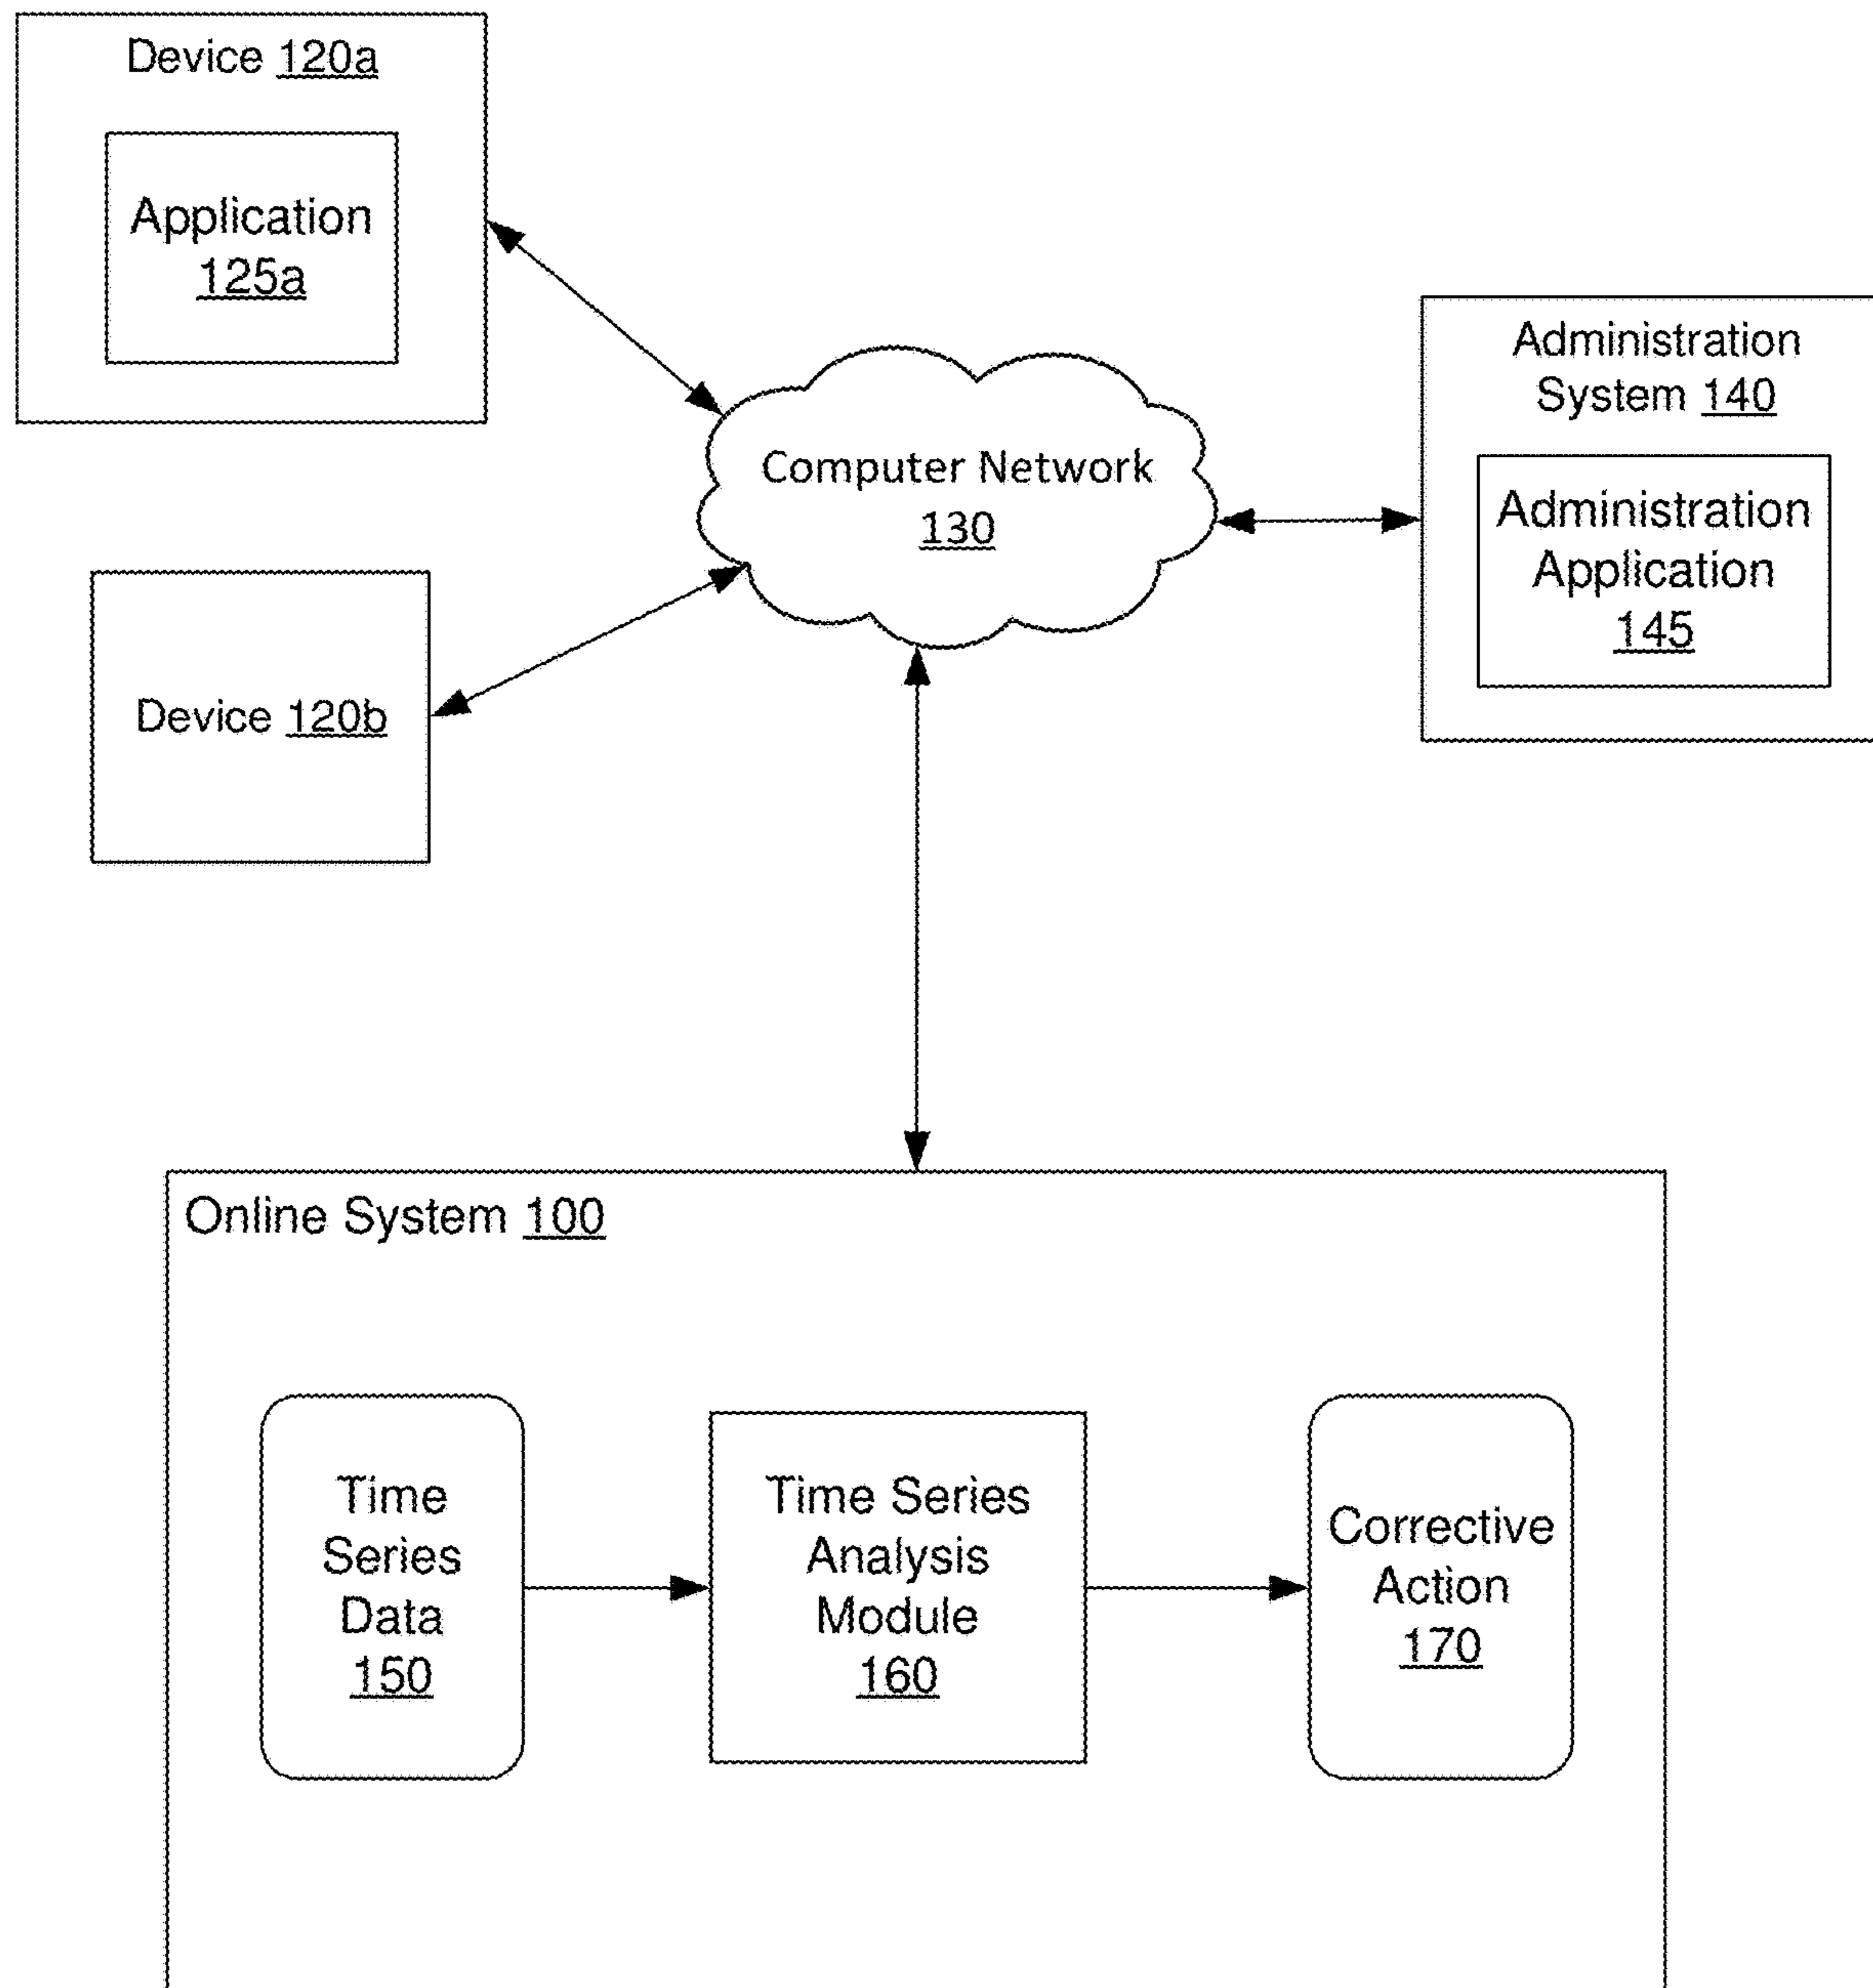 Device 120a
Application
125a
Computer Network
130
Administration
System 140
Administration
Application
145
Device 120b
Online System 100
Time
Series
Data
150
Time Series
Analysis
Module
160
Corrective
Action
170